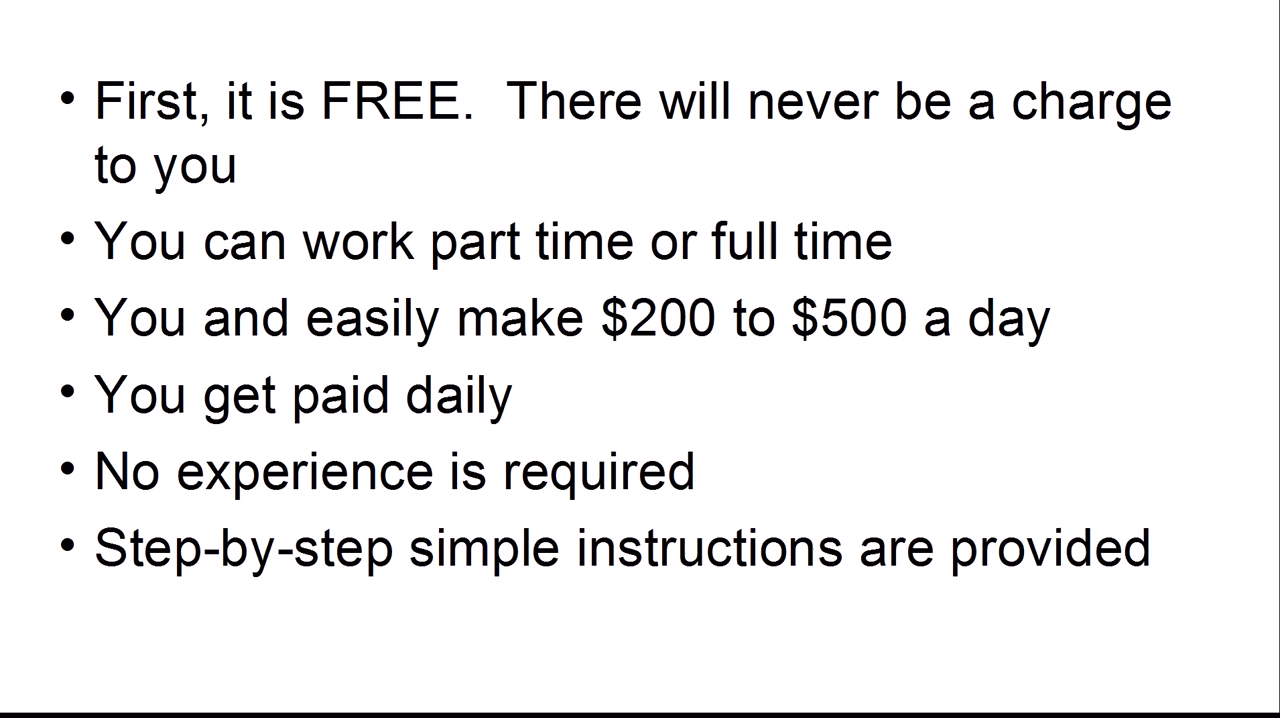 • First, it is FREE.  There will never be a charge
to you
• You can work part time or full time
• You and easily make $200 to $500 a day
• You get paid daily
• No experience is required
• Step-by-step simple instructions are provided